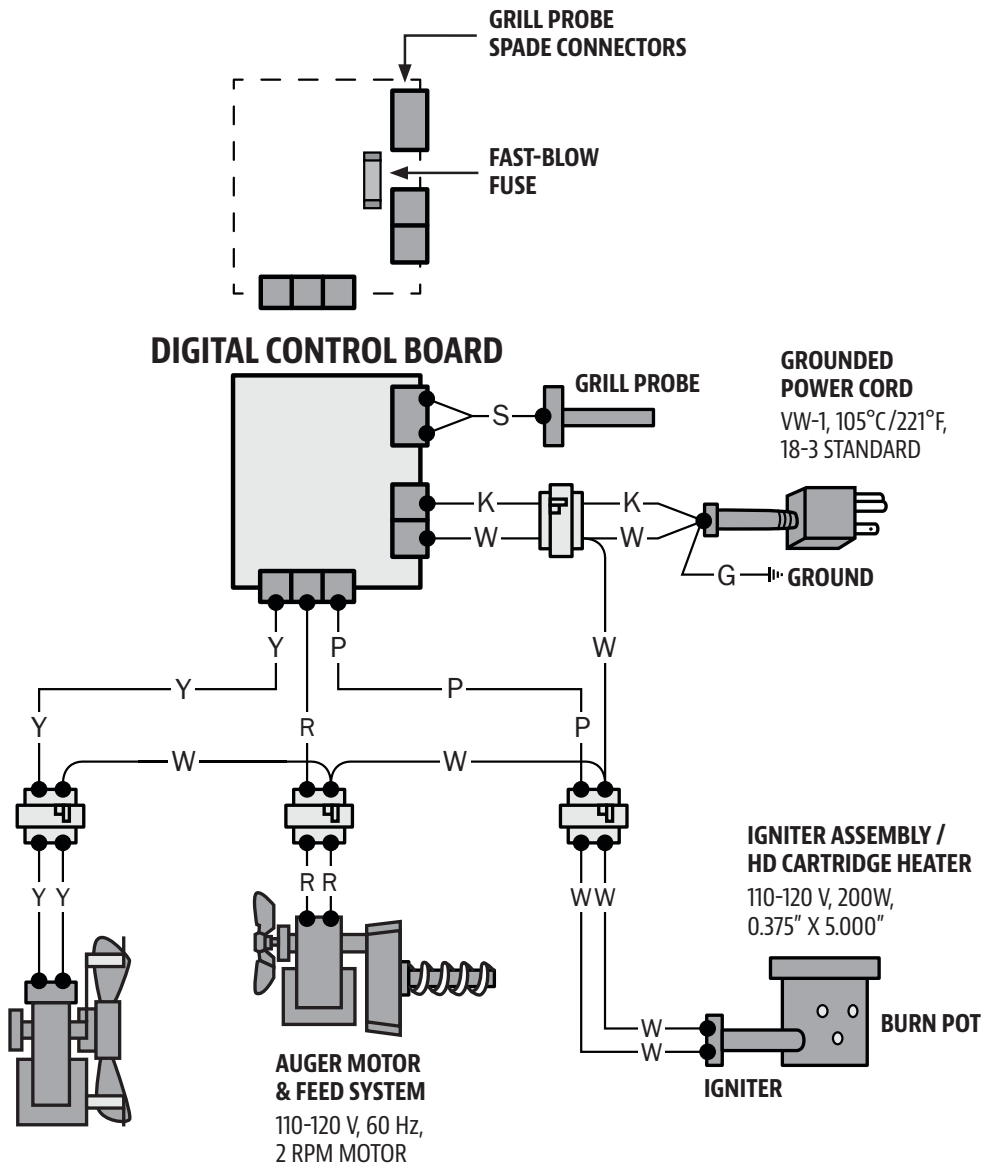 GRILL PROBE
SPADE CONNECTORS
FAST-BLOW
FUSE
DIGITAL CONTROL BOARD
GRILL PROBE
GROUNDED
POWER CORD
VW-1, 105°C/221°F,
18-3 STANDARD
S
K K
W W
G GROUND
Y P W
Y P
Y R P
W W
Y Y R R W W
IGNITER ASSEMBLY /
HD CARTRIDGE HEATER
110-120 V, 200W,
0.375" X 5.000"
W
W
BURN POT
IGNITER
AUGER MOTOR
& FEED SYSTEM
110-120 V, 60 Hz,
2 RPM MOTOR